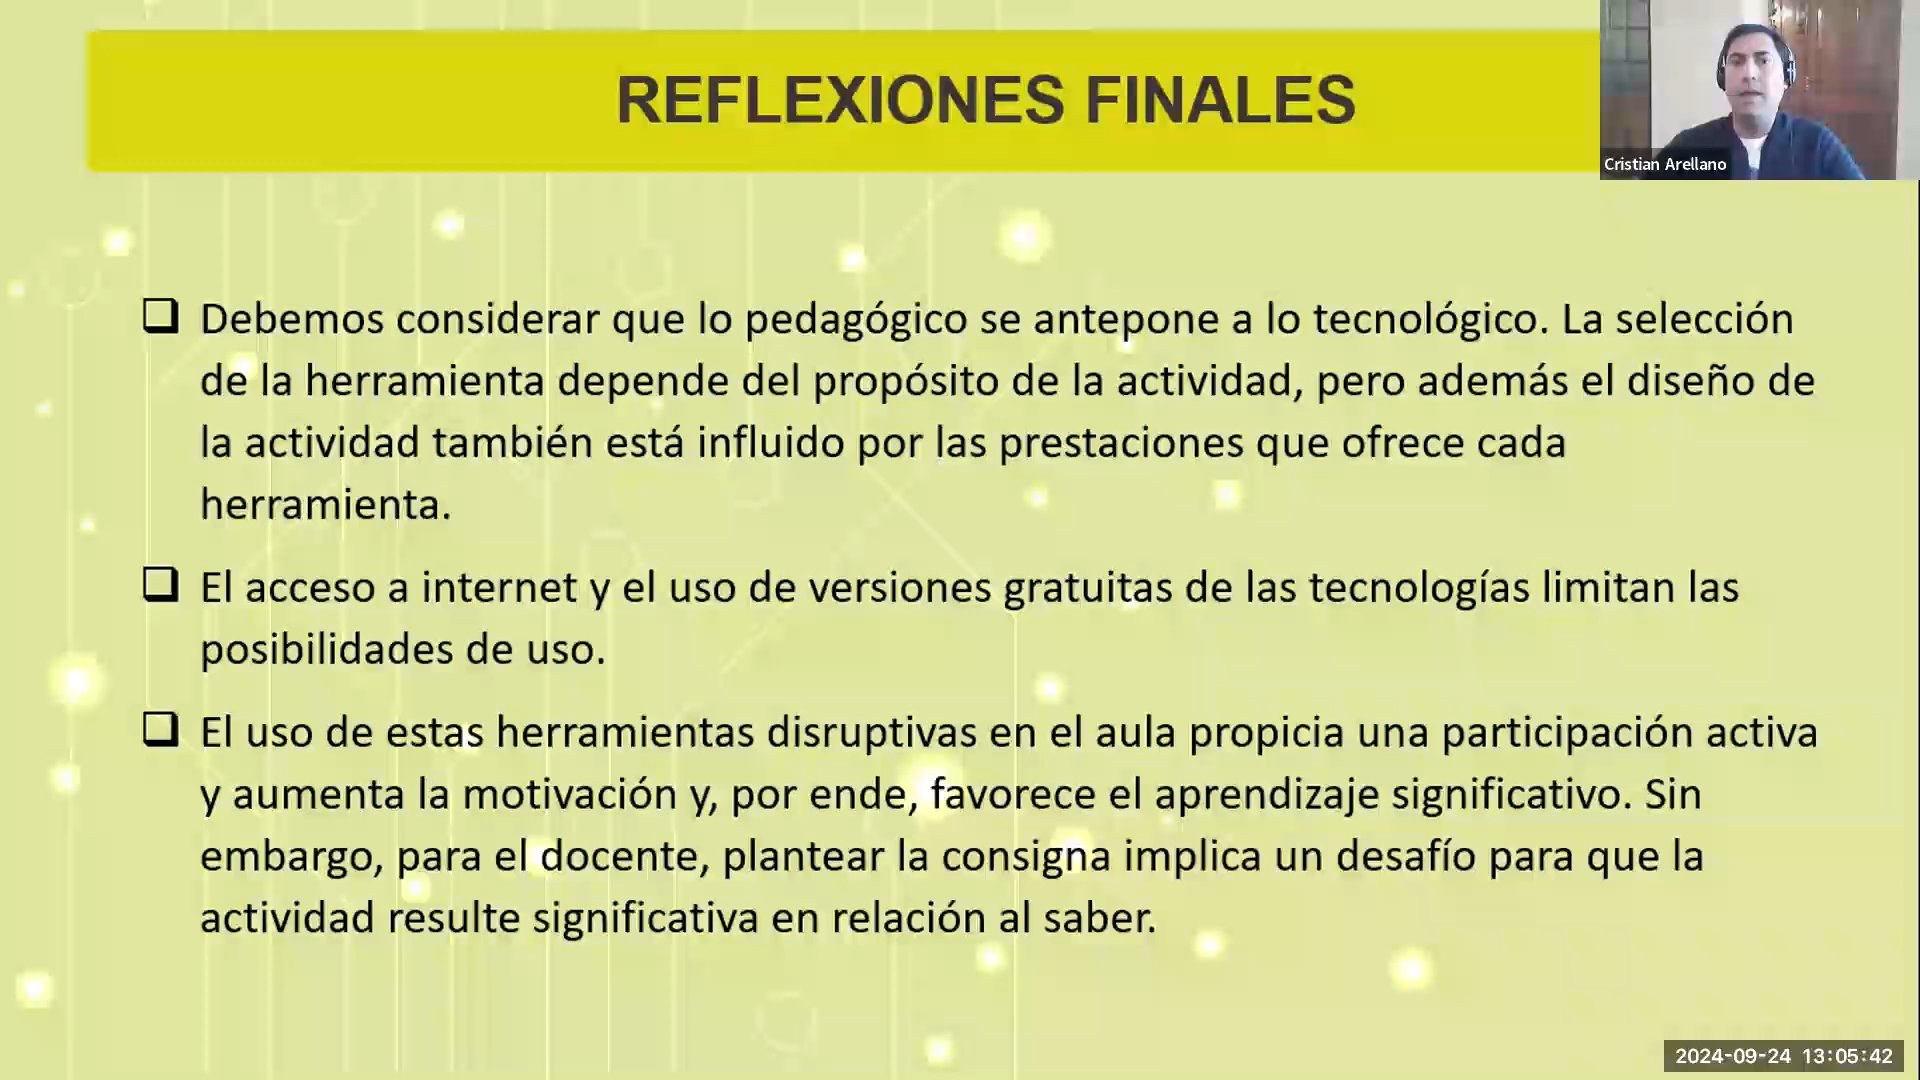 REFLEXIONES FINALES
Cristian Arellano
Debemos considerar que lo pedagógico se antepone a lo tecnológico. La selección
de la herramienta depende del propósito de la actividad, pero además el diseño de
la actividad también está influido por las prestaciones que ofrece cada
herramienta.
El acceso a internet y el uso de versiones gratuitas de las tecnologías limitan las
posibilidades de uso.
El uso de estas herramientas disruptivas en el aula propicia una participación activa
y aumenta la motivación y, por ende, favorece el aprendizaje significativo. Sin
embargo, para el docente, plantear la consigna implica un desafío para que la
actividad resulte significativa en relación al saber.
2024-09-24 13:05:42